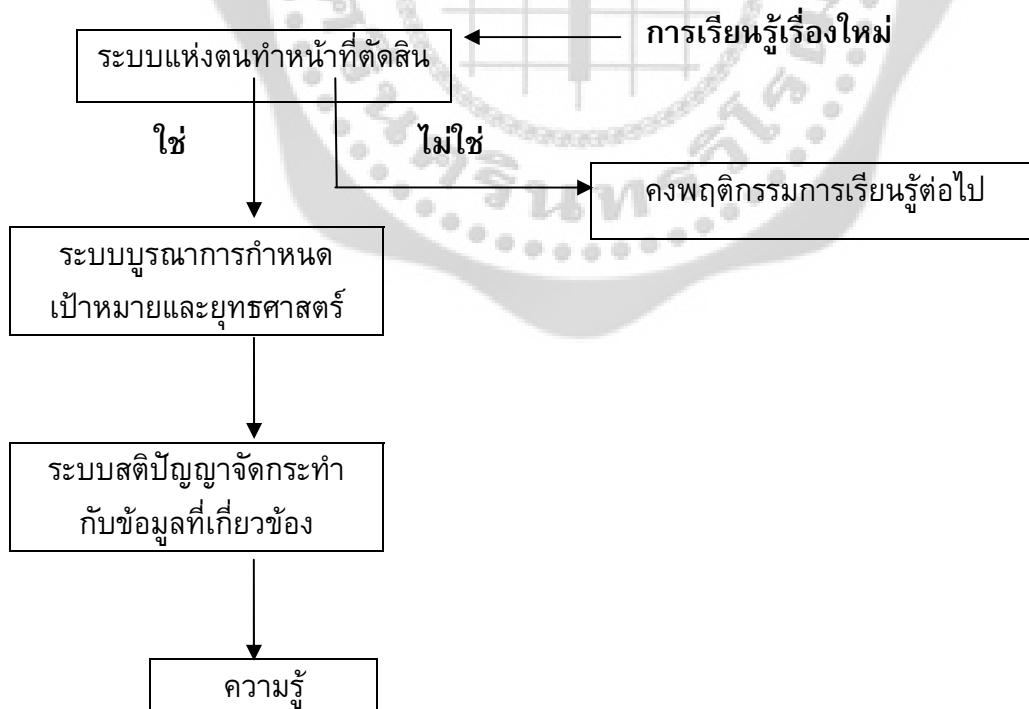 การเรียนรู้เรื่องใหม่
ระบบแห่งตนทำหน้าที่ตัดสิน
ใช่
ไม่ใช่
คงพฤติกรรมการเรียนรู้ต่อไป
ระบบบูรณาการกำหนด
เป้าหมายและยุทธศาสตร์
ระบบสติปัญญาจัดกระทำ
กับข้อมูลที่เกี่ยวข้อง
ความรู้